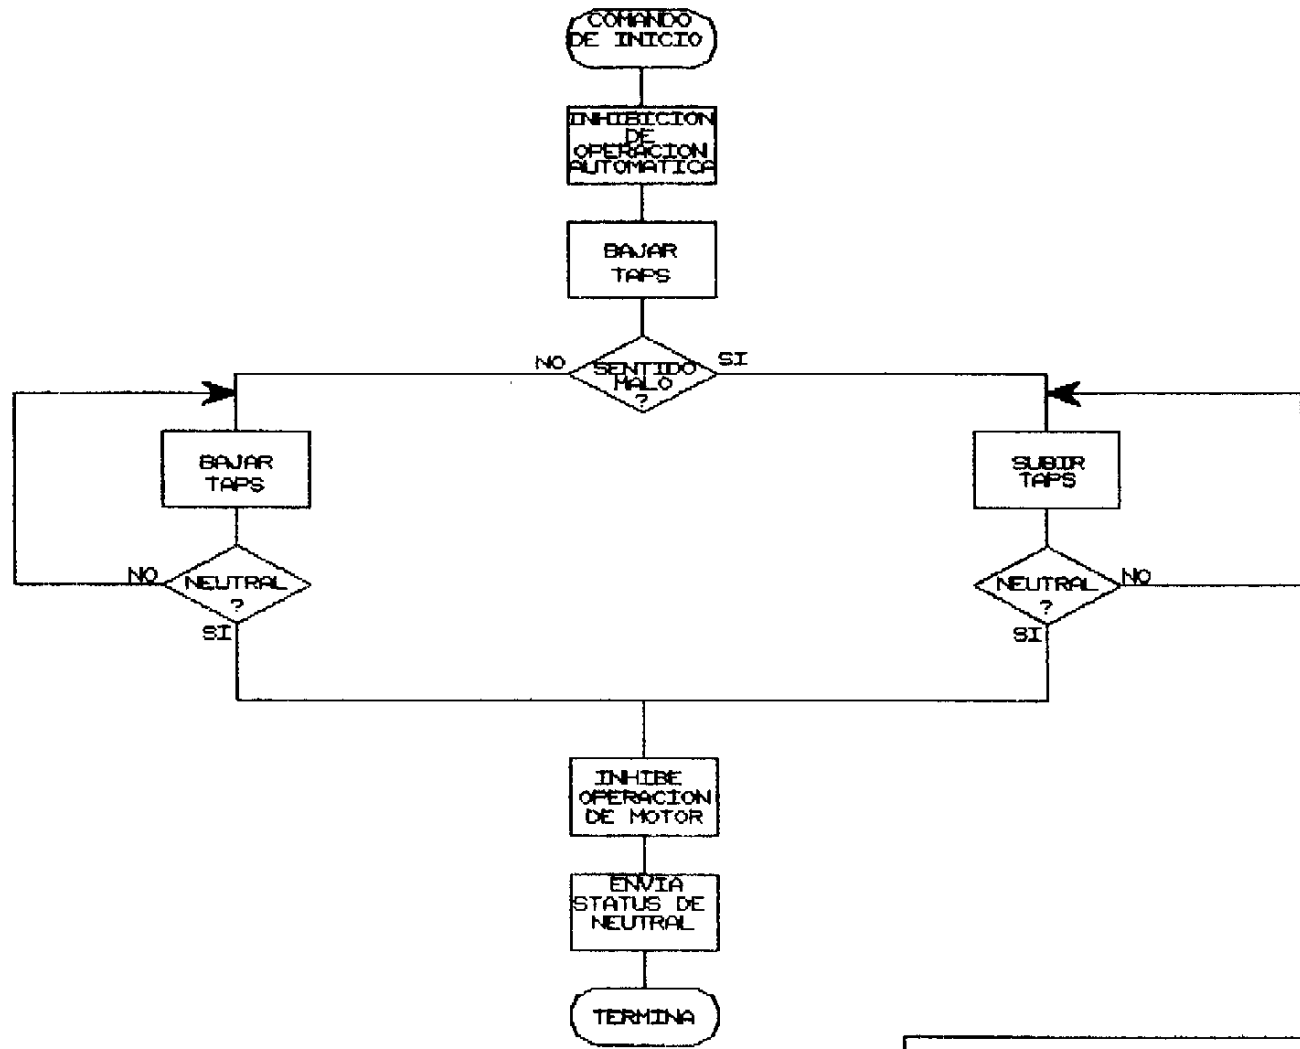 COMANDO
DE INICIO
INHIBICION
DE
OPERACION
AUTOMATICA
BAJAR
TAPS
NO
SENTIDO
MALO
?
SI
BAJAR
TAPS
SUBIR
TAPS
NO
NEUTRAL
?
SI
NEUTRAL
?
NO
SI
INHIBE
OPERACION
DE MOTOR
ENVIA
STATUS DE
NEUTRAL
TERMINA